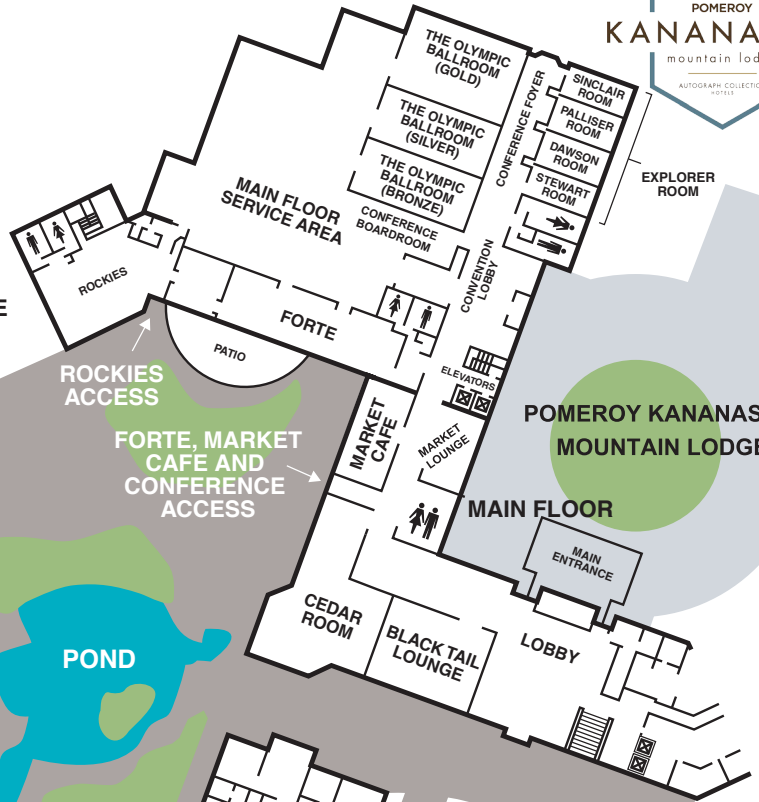 POMEROY
KANANA
mountain lod
AUTOGRAPH COLLECTIO
HOTELS
THE OLYMPIC
BALLROOM
(GOLD)
THE OLYMPIC
BALLROOM
(SILVER)
THE OLYMPIC
BALLROOM
(BRONZE)
CONFERENCE FOYER
SINCLAIR
ROOM
PALLISER
ROOM
DAWSON
ROOM
STEWART
ROOM
EXPLORER
ROOM
MAIN FLOOR
SERVICE AREA
CONFERENCE
BOARDROOM
CONVENTION
LOBBY
ROCKIES
E
FORTE
PATIO
ELEVATORS
ROCKIES
ACCESS
MARKET
CAFE
MARKET
LOUNGE
POMEROY KANANAS
MOUNTAIN LODGE
FORTE, MARKET
CAFE AND
CONFERENCE
ACCESS
MAIN FLOOR
MAIN
ENTRANCE
CEDAR
ROOM
BLACK TAIL
LOUNGE
LOBBY
POND